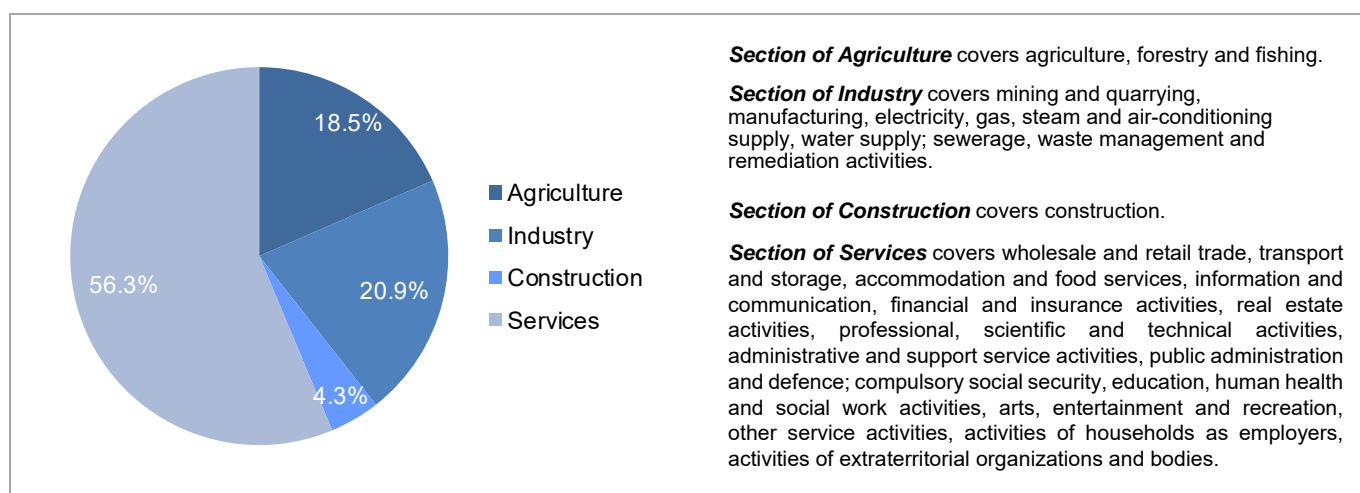 18.5%
20.9%
4.3%
56.3%
Agriculture
Industry
Construction
Services
Section of Agriculture covers agriculture, forestry and fishing.
Section of Industry covers mining and quarrying,
manufacturing, electricity, gas, steam and air-conditioning
supply, water supply; sewerage, waste management and
remediation activities.
Section of Construction covers construction.
Section of Services covers wholesale and retail trade, transport
and storage, accommodation and food services, information and
communication, financial and insurance activities, real estate
activities, professional, scientific and technical activities,
administrative and support service activities, public administration
and defence; compulsory social security, education, human health
and social work activities, arts, entertainment and recreation,
other service activities, activities of households as employers,
activities of extraterritorial organizations and bodies.